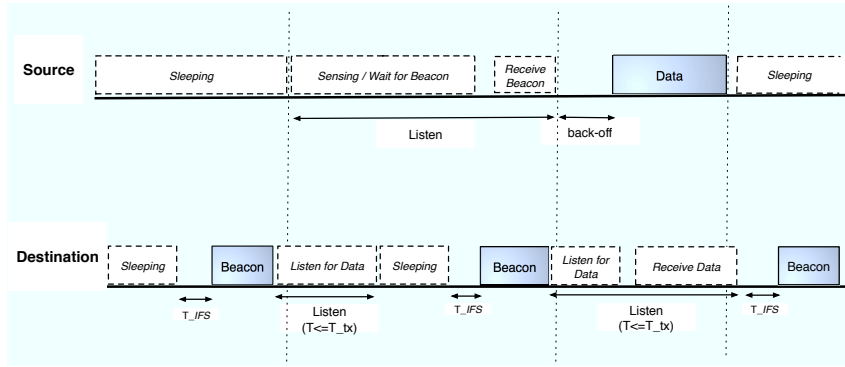 Source
Sleeping
Sensing / Wait for Beacon
Receive
Beacon
Data
Sleeping
Listen
back-off
Destination
Sleeping
Beacon
Listen for Data
Sleeping
Beacon
Listen for
Data
Receive Data
Beacon
T_IFS
Listen
(T<=T_tx)
T_IFS
Listen
(T<=T_tx)
T_IFS